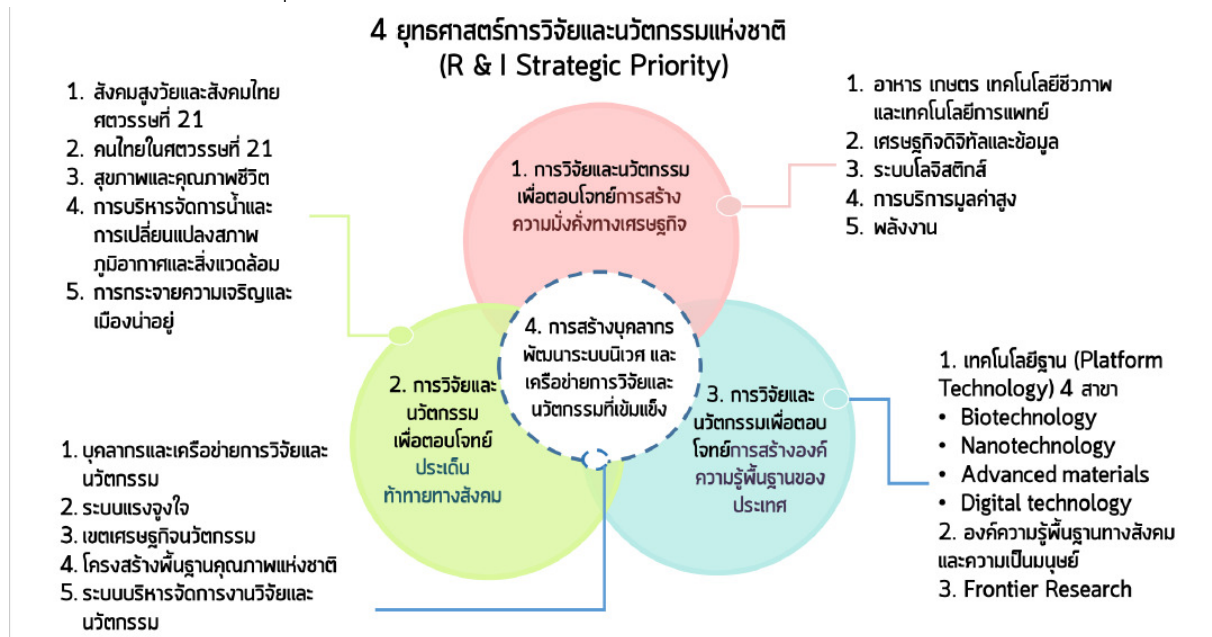 4 ยุทธศาสตร์การวิจัยและนวัตกรรมแห่งชาติ
(R & I Strategic Priority)
1. สังคมสูงวัยและสังคมไทย
ศตวรรษที่ 21
2. คนไทยในศตวรรษที่ 21
3. สุขภาพและคุณภาพชีวิต
4. การบริหารจัดการน้ำและ
การเปลี่ยนแปลงสภาพ
ภูมิอากาศและสิ่งแวดล้อม
5. การกระจายความเจริญและ
เมืองน่าอยู่
1. อาหาร เกษตร เทคโนโลยีชีวภาพ
และเทคโนโลยีการแพทย์
2. เศรษฐกิจดิจิทัลและข้อมูล
3. ระบบโลจิสติกส์
4. การบริการมูลค่าสูง
5. พลังงาน
1. การวิจัยและนวัตกรรม
เพื่อตอบโจทย์การสร้าง
ความมั่งคั่งทางเศรษฐกิจ
4. การสร้างบุคลากร
พัฒนาระบบนิเวศ และ
เครือข่ายการวิจัยและ
นวัตกรรมที่เข้มแข็ง
2. การวิจัยและ
นวัตกรรม
เพื่อตอบโจทย์
ประเด็น
ท้าทายทางสังคม
3. การวิจัยและ
นวัตกรรมเพื่อตอบ
โจทย์การสร้างองค์
ความรู้พื้นฐานของ
ประเทศ
1. บุคลากรและเครือข่ายการวิจัยและ
นวัตกรรม
2. ระบบแรงจูงใจ
3. เขตเศรษฐกิจนวัตกรรม
4. โครงสร้างพื้นฐานคุณภาพแห่งชาติ
5. ระบบบริหารจัดการงานวิจัยและ
นวัตกรรม
1. เทคโนโลยีฐาน (Platform
Technology) 4 สาขา
• Biotechnology
• Nanotechnology
• Advanced materials
• Digital technology
2. องค์ความรู้พื้นฐานทางสังคม
และความเป็นมนุษย์
3. Frontier Research